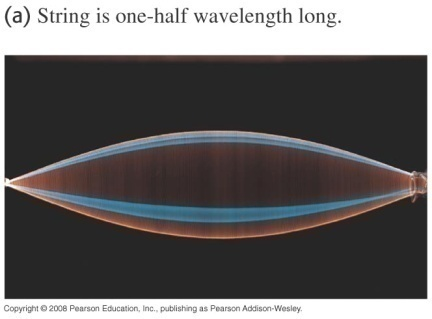 (a) String is one-half wavelength long.
Copyright © 2008 Pearson Education, Inc., publishing as Pearson Addison-Wesley.